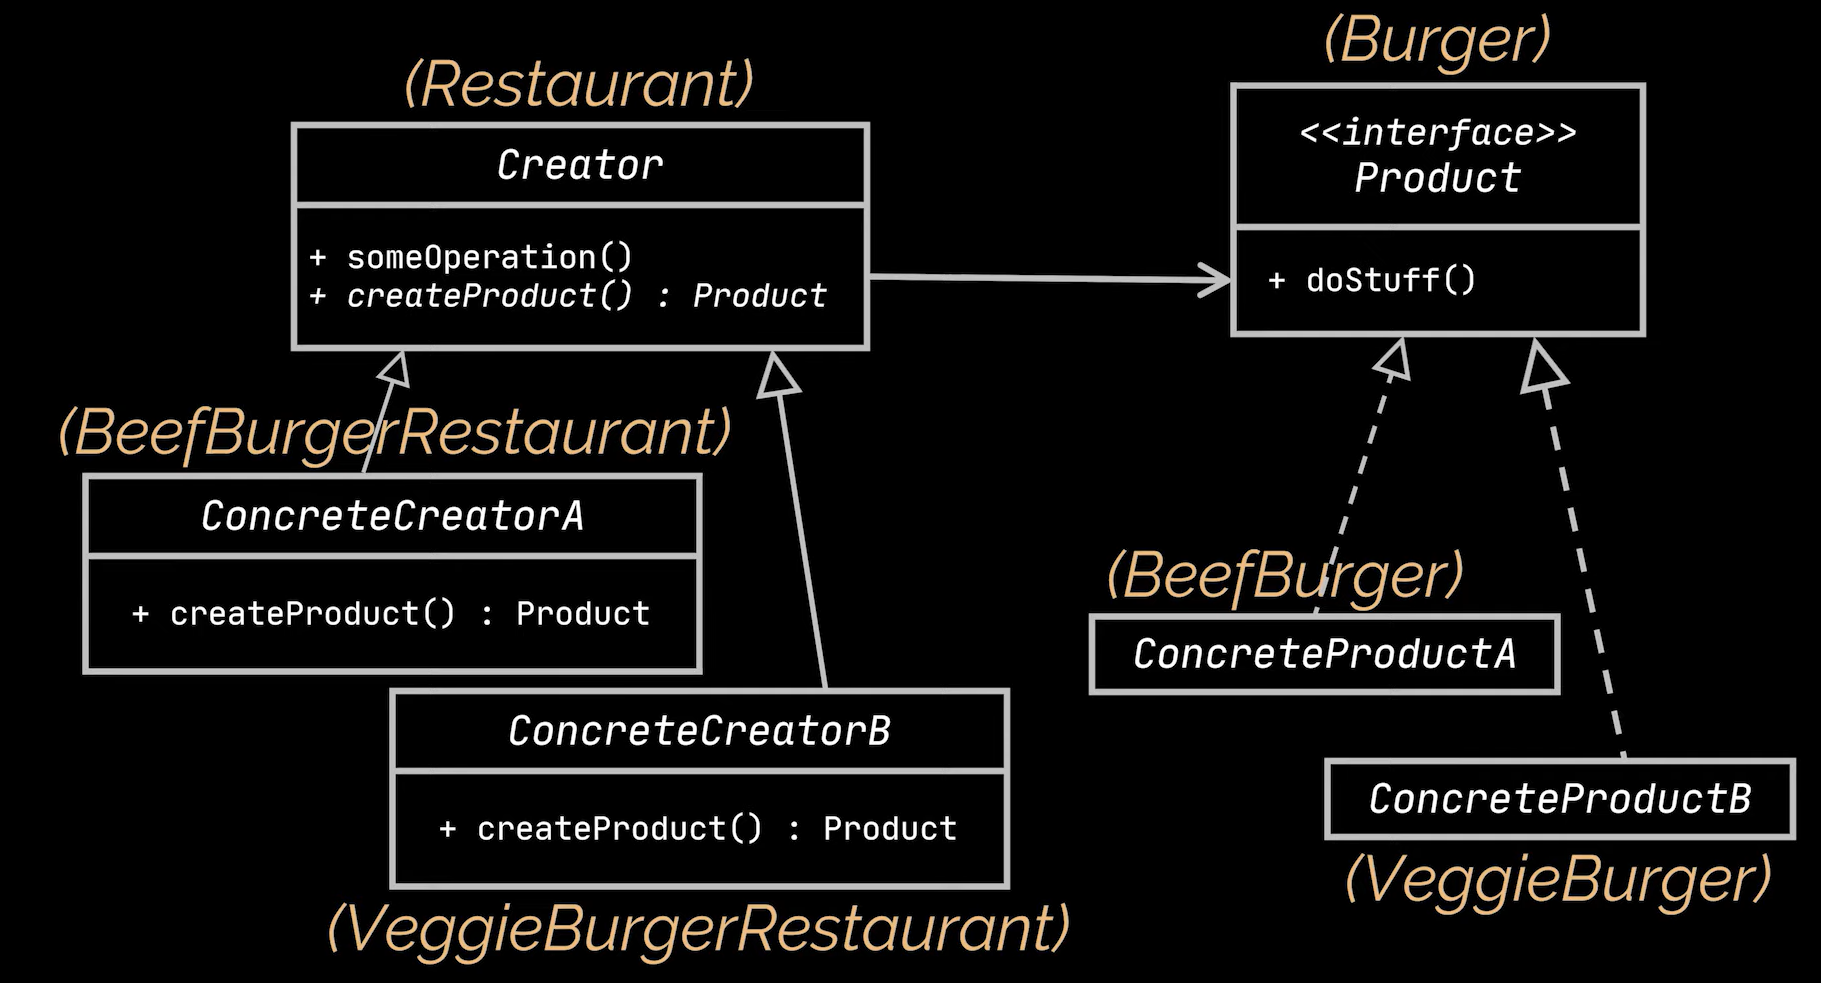 (Restaurant)
Creator
+ someOperation()
+ createProduct() : Product
(Burger)
<<interface>>
Product
+ doStuff()
(BeefBurgerRestaurant)
ConcreteCreatorA
+ createProduct() : Product
ConcreteCreatorB
+ createProduct() : Product
(VeggieBurgerRestaurant)
(BeefBurger)
ConcreteProductA
ConcreteProductB
(VeggieBurger)